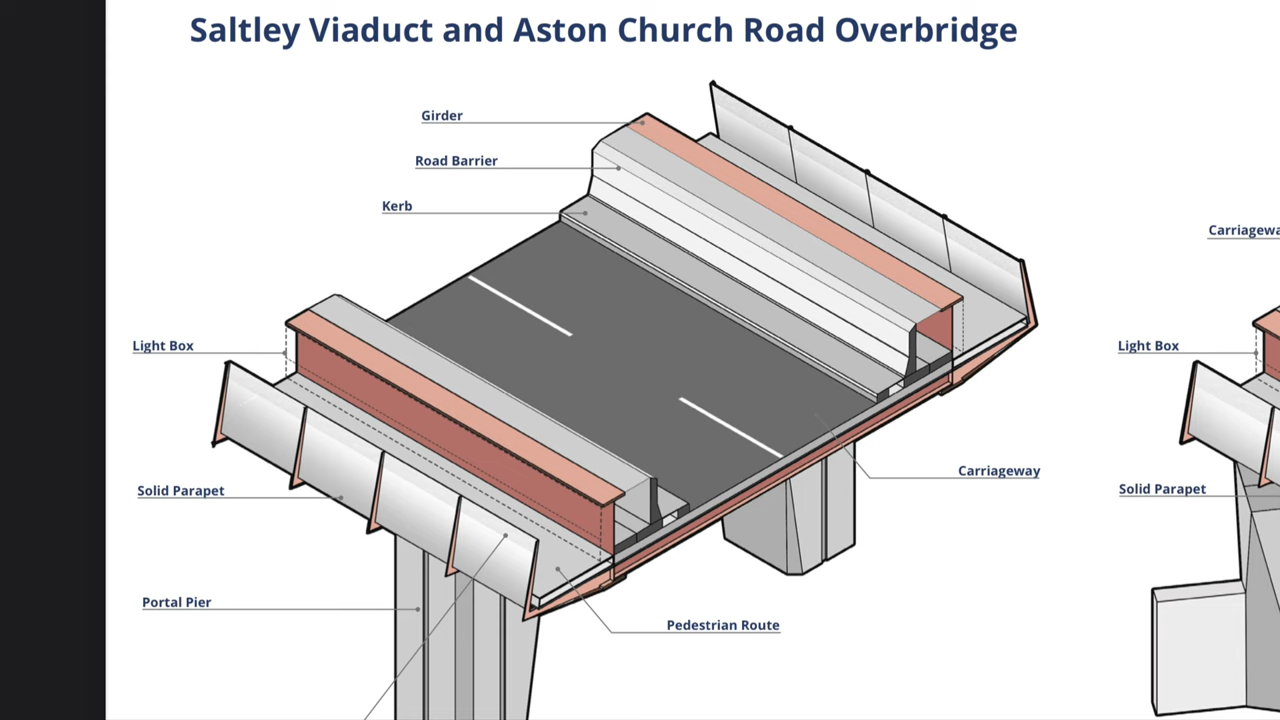 Saltley Viaduct and Aston Church Road Overbridge
Girder
Road Barrier
Kerb
Light Box
Solid Parapet
Portal Pier
Carriageway
Pedestrian Route
Light Box
Solid Parapet